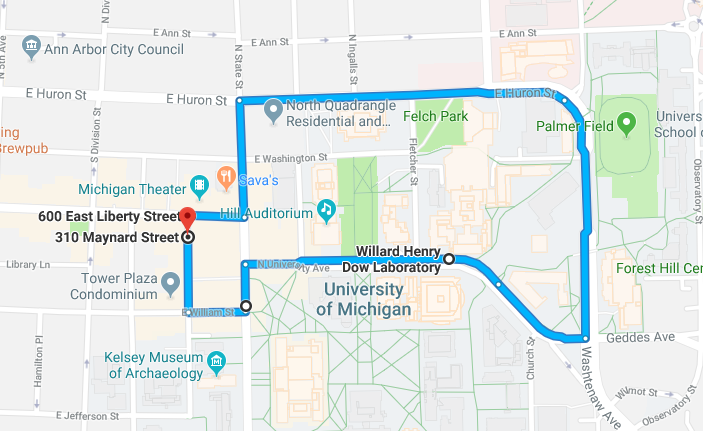 N 5th Ave
Ann Arbor City Council
E Ann St
N State St
N Ingalls St
E Ann St
E Ann St
E Huron St
E Huron St
S Division St
North Quadrangle
Residential and...
E Huron St
Felch Park
Palmer Field
Univers
School of
ing
Brewpub
E Washington St
Fletcher St
Observatory St
Michigan Theater
Sava's
600 East Liberty Street
Hill Auditorium
310 Maynard Street
Willard Henry
Dow Laboratory
Library Ln
N University Ave
Forest Hill Cem
Tower Plaza
Condominium
University
of Michigan
E William St
Hamilton Pl
Church St
Washtenaw Ave
Geddes Ave
Kelsey Museum
of Archaeology
Wilmot St
Observatory St
E Jefferson St